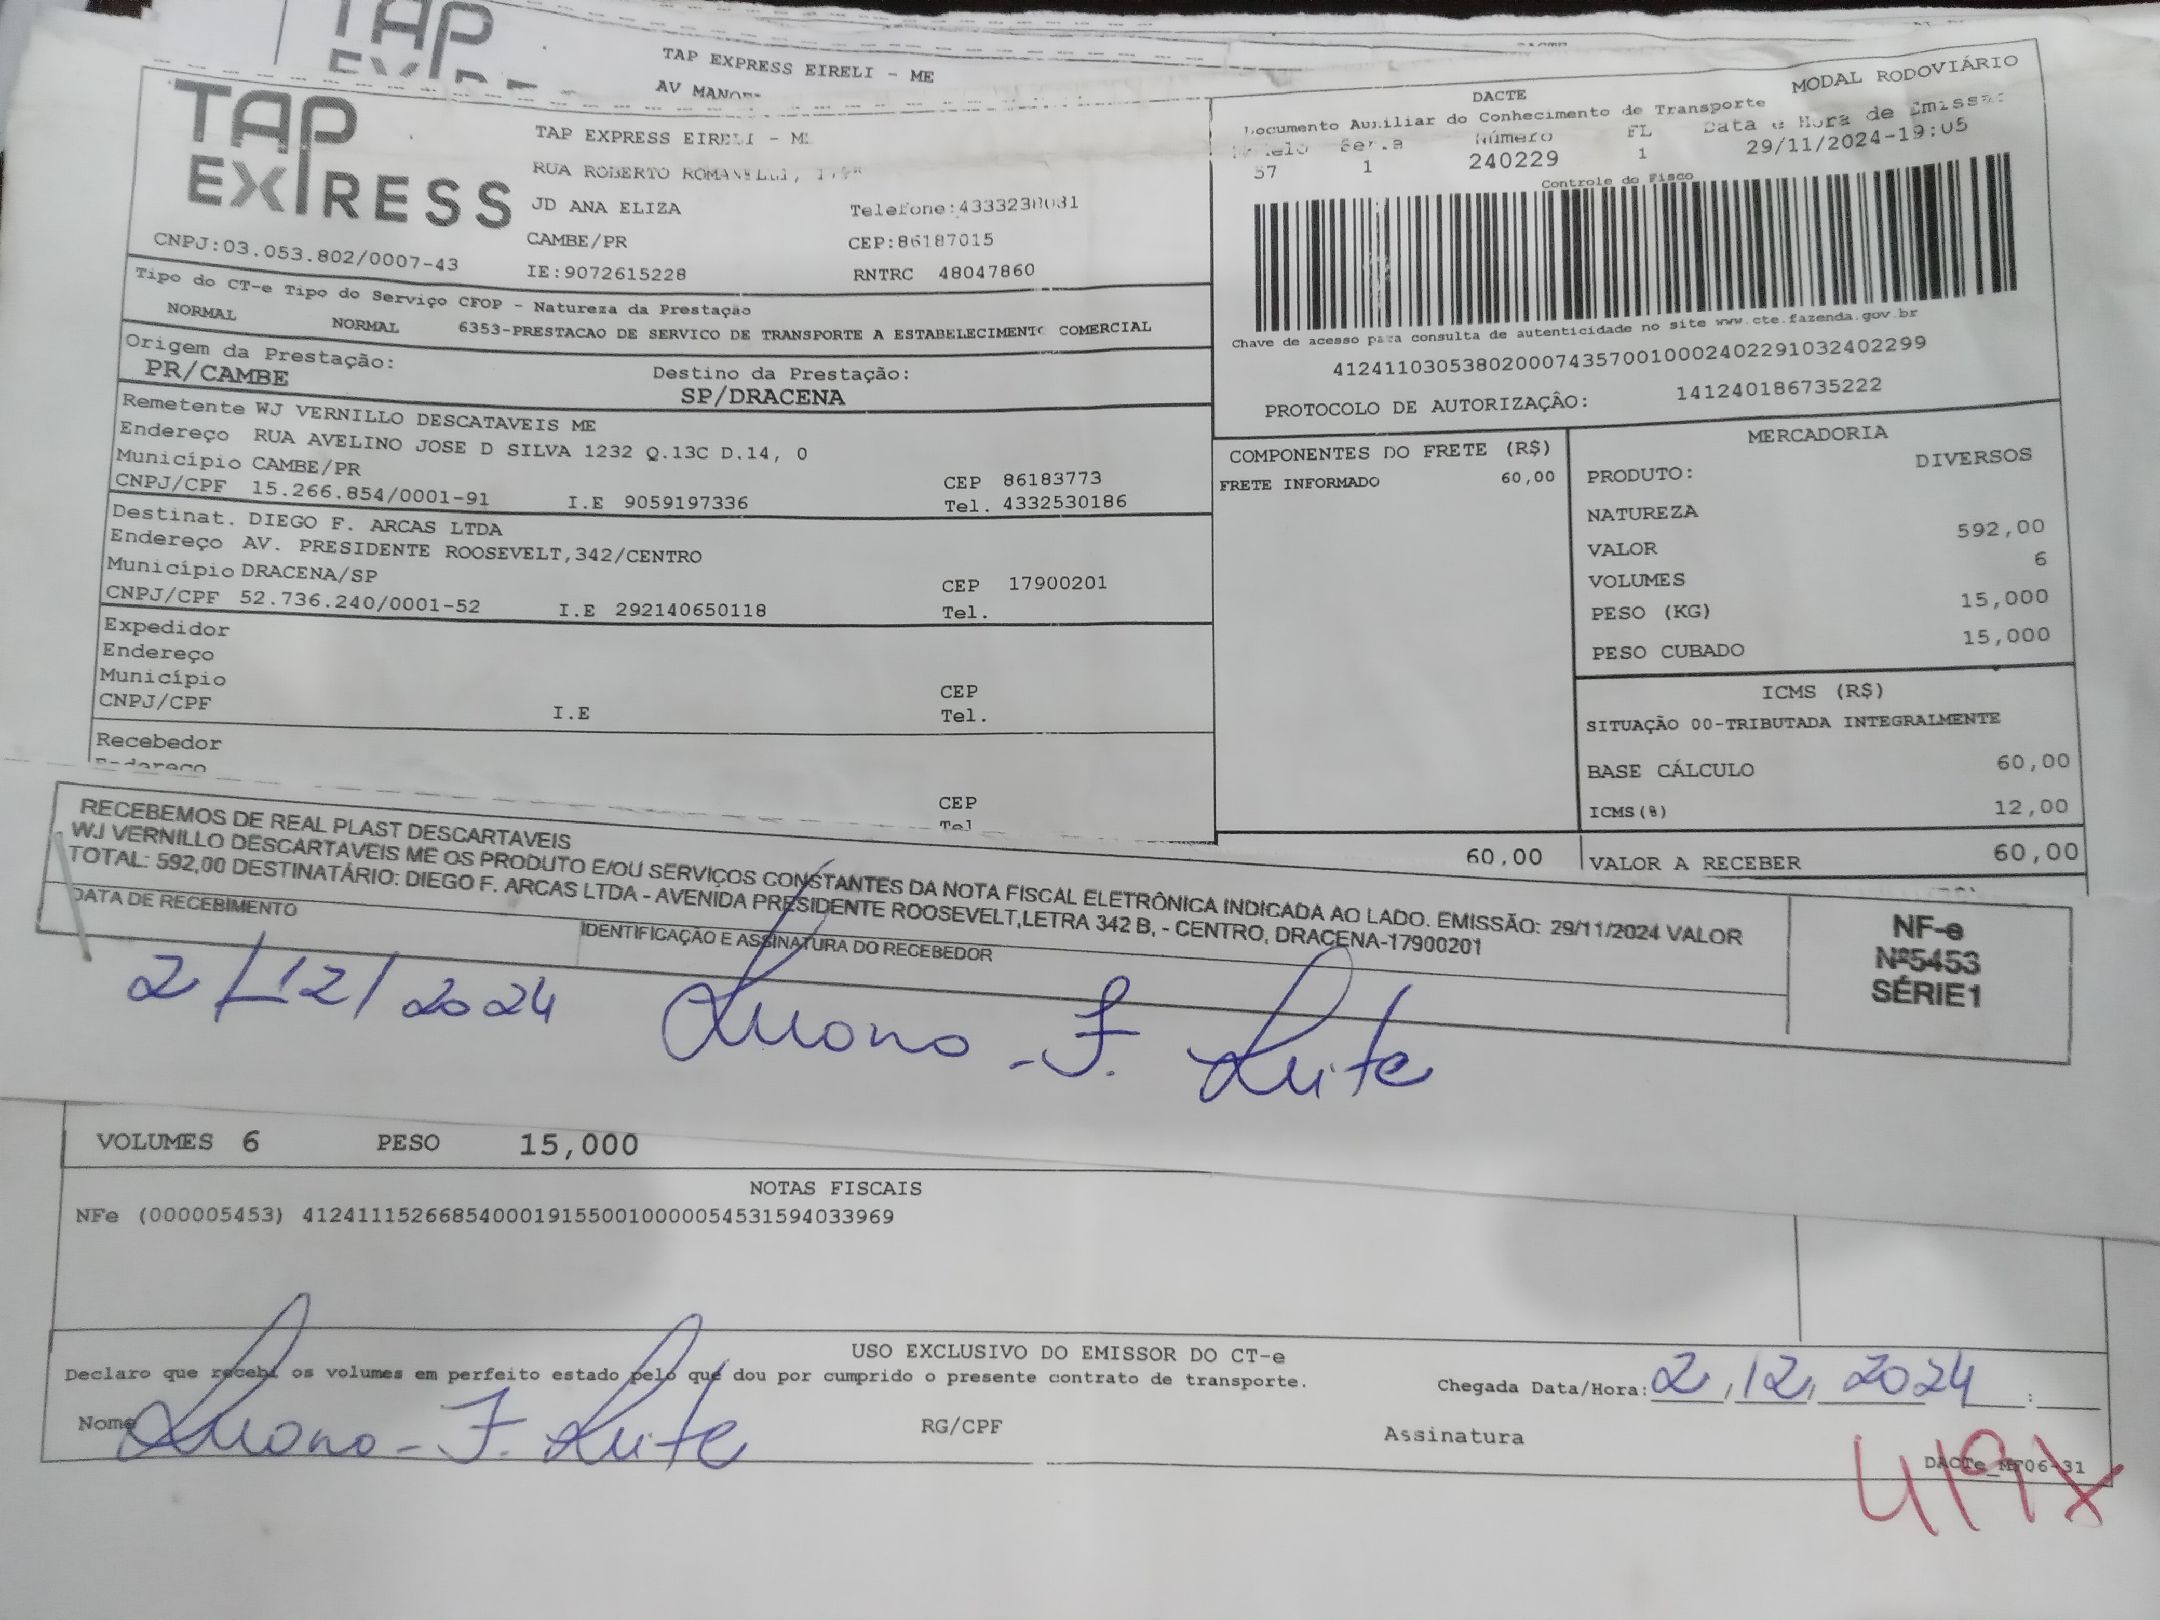 TAP
TAP EXPRESS EIRELI - ME
TAP
EXPRESS
CNPJ:03.053.802/0007-43
TAP EXPRESS EIRELI -
RUA ROBERTO
JD ANA ELIZA
Telefone:4333238081
CAMBE/PR
CEP:86187015
IE:9072615228
RNTRC 48047860
DACTE
MODAL RODOVIÁRIO
Documento Auxiliar do Conhecimento de Transporte
Número FL Data e Hora de Emissão
57 1 240229 1 29/11/2024-19:05
Controle do Fisco
Chave de acesso para consulta de autenticidade no site www.cte.fazenda.gov.br
41241103053802000743570010002402291032402299
PROTOCOLO DE AUTORIZAÇÃO: 141240186735222
Tipo do CT-e Tipo do Serviço CFOP - Natureza da Prestação
NORMAL NORMAL 6353-PRESTACAO DE SERVICO DE TRANSPORTE A ESTABELECIMENTO COMERCIAL
Origem da Prestação:
PR/CAMBE
Destino da Prestação:
SP/DRACENA
Remetente WJ VERNILLO DESCATAVEIS ME
Endereço RUA AVELINO JOSE D SILVA 1232 Q.13C D.14, 0
Município CAMBE/PR CEP 86183773
CNPJ/CPF 15.266.854/0001-91 I.E 9059197336 Tel. 4332530186
Destinat. DIEGO F. ARCAS LTDA
Endereço AV. PRESIDENTE ROOSEVELT,342/CENTRO
Município DRACENA/SP CEP 17900201
CNPJ/CPF 52.736.240/0001-52 I.E 292140650118 Tel.
Expedidor
Endereço
Município CEP
CNPJ/CPF I.E Tel.
Recebedor
Endereço
CEP
Tel
COMPONENTES DO FRETE (R$)
FRETE INFORMADO 60,00
60,00
MERCADORIA
PRODUTO: DIVERSOS
NATUREZA
VALOR 592,00
VOLUMES 6
PESO (KG) 15,000
PESO CUBADO 15,000
ICMS (R$)
SITUAÇÃO 00-TRIBUTADA INTEGRALMENTE
BASE CÁLCULO 60,00
ICMS(%) 12,00
VALOR A RECEBER 60,00
RECEBEMOS DE REAL PLAST DESCARTAVEIS
WJ VERNILLO DESCARTAVEIS ME OS PRODUTO E/OU SERVIÇOS CONSTANTES DA NOTA FISCAL ELETRÔNICA INDICADA AO LADO. EMISSÃO: 29/11/2024 VALOR
TOTAL: 592,00 DESTINATÁRIO: DIEGO F. ARCAS LTDA - AVENIDA PRESIDENTE ROOSEVELT,LETRA 342 B, - CENTRO, DRACENA-17900201
DATA DE RECEBIMENTO
IDENTIFICAÇÃO E ASSINATURA DO RECEBEDOR
NF-e
Nº5453
SÉRIE1
2/12/2024
VOLUMES 6 PESO 15,000
NOTAS FISCAIS
NFe (000005453) 41241115266854000191550010000054531594033969
USO EXCLUSIVO DO EMISSOR DO CT-e
Declaro que recebi os volumes em perfeito estado pelo que dou por cumprido o presente contrato de transporte.
Chegada Data/Hora: 2,12,2024 :
Nome
RG/CPF
Assinatura